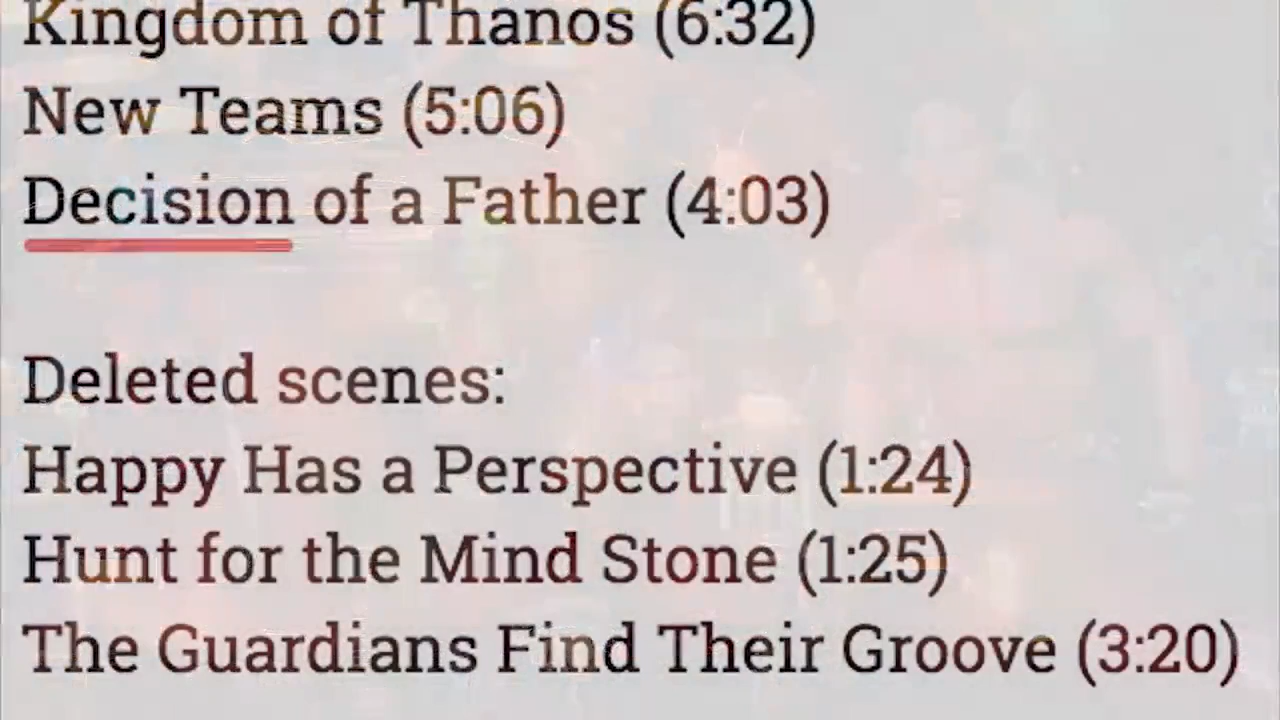 Kingdom of Thanos (6:32)
New Teams (5:06)
Decision of a Father (4:03)
Deleted scenes:
Happy Has a Perspective (1:24)
Hunt for the Mind Stone (1:25)
The Guardians Find Their Groove (3:20)